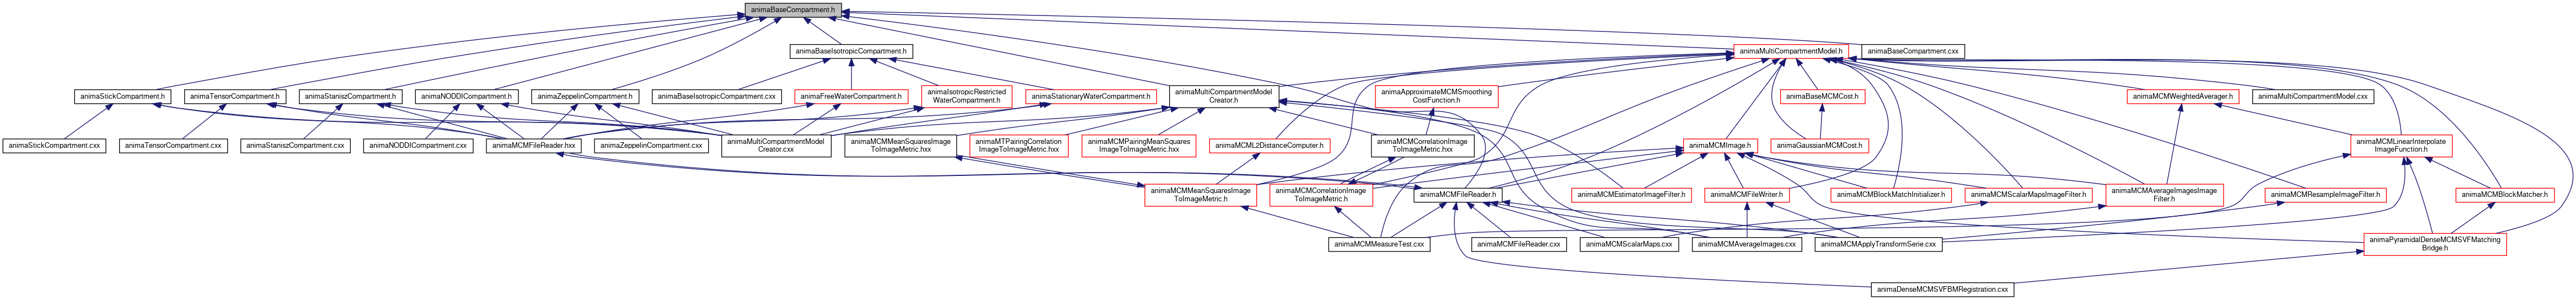 animaBaseCompartment.h
animaBaseIsotropicCompartment.h
animaMultiCompartmentModel.h
animaBaseCompartment.cxx
animaStickCompartment.h
animaTensorCompartment.h
animaStaniszCompartment.h
animaNODDICompartment.h
animaZeppelinCompartment.h
animaBaseIsotropicCompartment.cxx
animaFreeWaterCompartment.h
animaIsotropicRestricted
WaterCompartment.h
animaStationaryWaterCompartment.h
animaMultiCompartmentModel
Creator.h
animaApproximateMCMSmoothing
CostFunction.h
animaBaseMCMCost.h
animaMCMWeightedAverager.h
animaMultiCompartmentModel.cxx
animaStickCompartment.cxx
animaTensorCompartment.cxx
animaStaniszCompartment.cxx
animaNODDICompartment.cxx
animaMCMFileReader.hxx
animaZeppelinCompartment.cxx
animaMultiCompartmentModel
Creator.cxx
animaMCMMeanSquaresImage
ToImageMetric.hxx
animaMTPairingCorrelation
ImageToImageMetric.hxx
animaMCMPairingMeanSquares
ImageToImageMetric.hxx
animaMCML2DistanceComputer.h
animaMCMCorrelationImage
ToImageMetric.hxx
animaMCMImage.h
animaGaussianMCMCost.h
animaMCMLinearInterpolate
ImageFunction.h
animaMCMMeanSquaresImage
ToImageMetric.h
animaMCMCorrelationImage
ToImageMetric.h
animaMCMFileReader.h
animaMCMEstimatorImageFilter.h
animaMCMFileWriter.h
animaMCMBlockMatchInitializer.h
animaMCMScalarMapsImageFilter.h
animaMCMAverageImagesImage
Filter.h
animaMCMResampleImageFilter.h
animaMCMBlockMatcher.h
animaMCMMeasureTest.cxx
animaMCMFileReader.cxx
animaMCMScalarMaps.cxx
animaMCMAverageImages.cxx
animaMCMApplyTransformSerie.cxx
animaPyramidalDenseMCMSVFMatching
Bridge.h
animaDenseMCMSVFBMRegistration.cxx